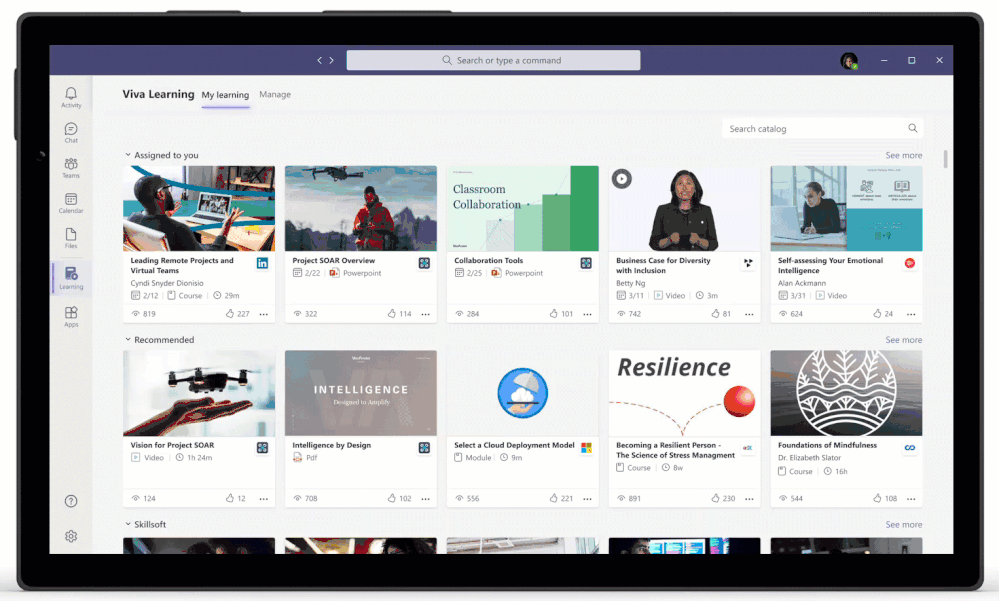 Search or type a command
Viva Learning My learning Manage
Activity
Chat
Teams
Calendar
Files
Learning
Apps
Search catalog
Assigned to you See more
Classroom
Collaboration
Leading Remote Projects and
Virtual Teams
Cyndi Snyder Dionisio
2/12 Course 29m
819 227
Project SOAR Overview
2/22 Powerpoint
322 114
Collaboration Tools
2/25 Powerpoint
284 101
Business Case for Diversity
with Inclusion
Betty Ng
3/11 Video 3m
742 81
Self-assessing Your Emotional
Intelligence
Alan Ackmann
3/31 Video
624 24
Recommended See more
INTELLIGENCE
Designed to Amplify
Resilience
Vision for Project SOAR
Video 1h 24m
124 12
Intelligence by Design
Pdf
708 102
Select a Cloud Deployment Model
Module 9m
556 221
Becoming a Resilient Person -
The Science of Stress Managment
Course 8w
891 230
Foundations of Mindfulness
Dr. Elizabeth Slator
Course 16h
544 108
Skillsoft See more